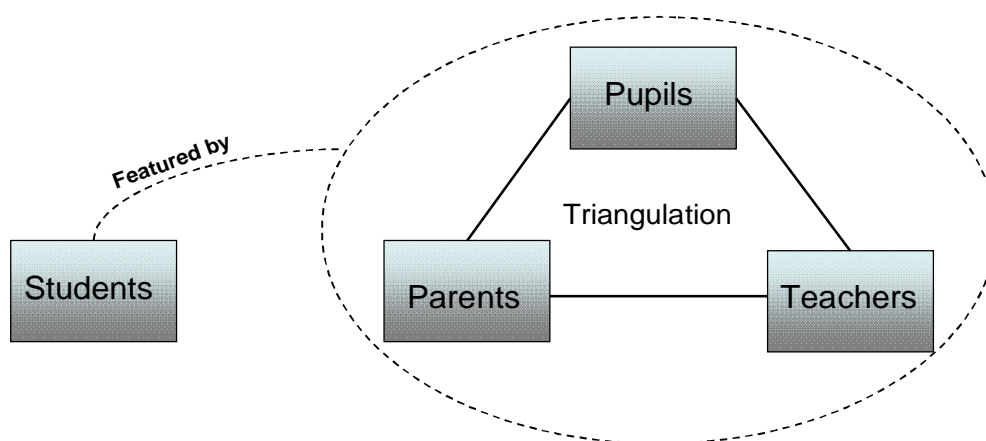 Pupils
Featured by
Triangulation
Students
Parents
Teachers